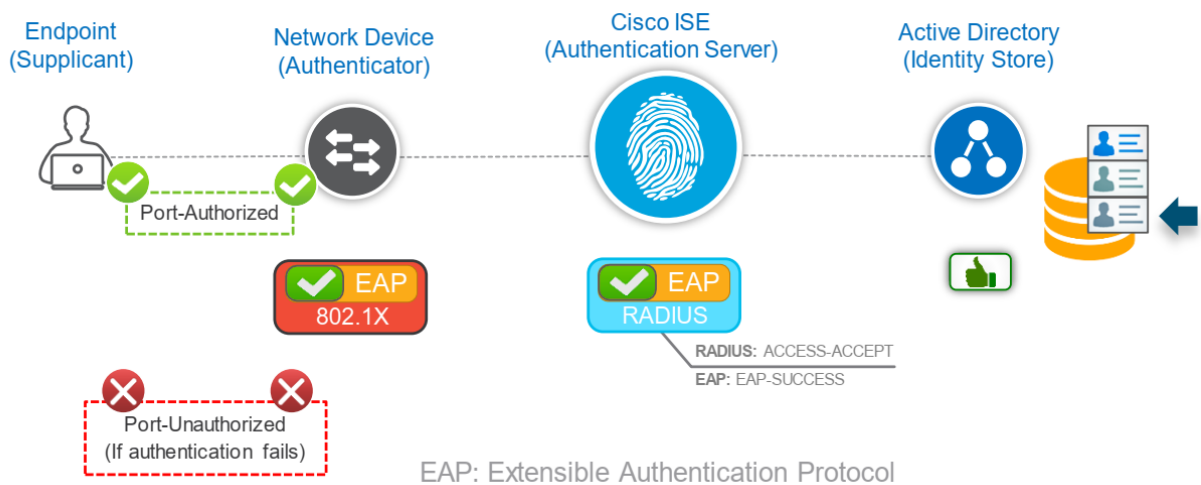 Endpoint
(Supplicant)
Network Device
(Authenticator)
Cisco ISE
(Authentication Server)
Active Directory
(Identity Store)
Port-Authorized
EAP
802.1X
EAP
RADIUS
RADIUS: ACCESS-ACCEPT
EAP: EAP-SUCCESS
Port-Unauthorized
(If authentication fails)
EAP: Extensible Authentication Protocol